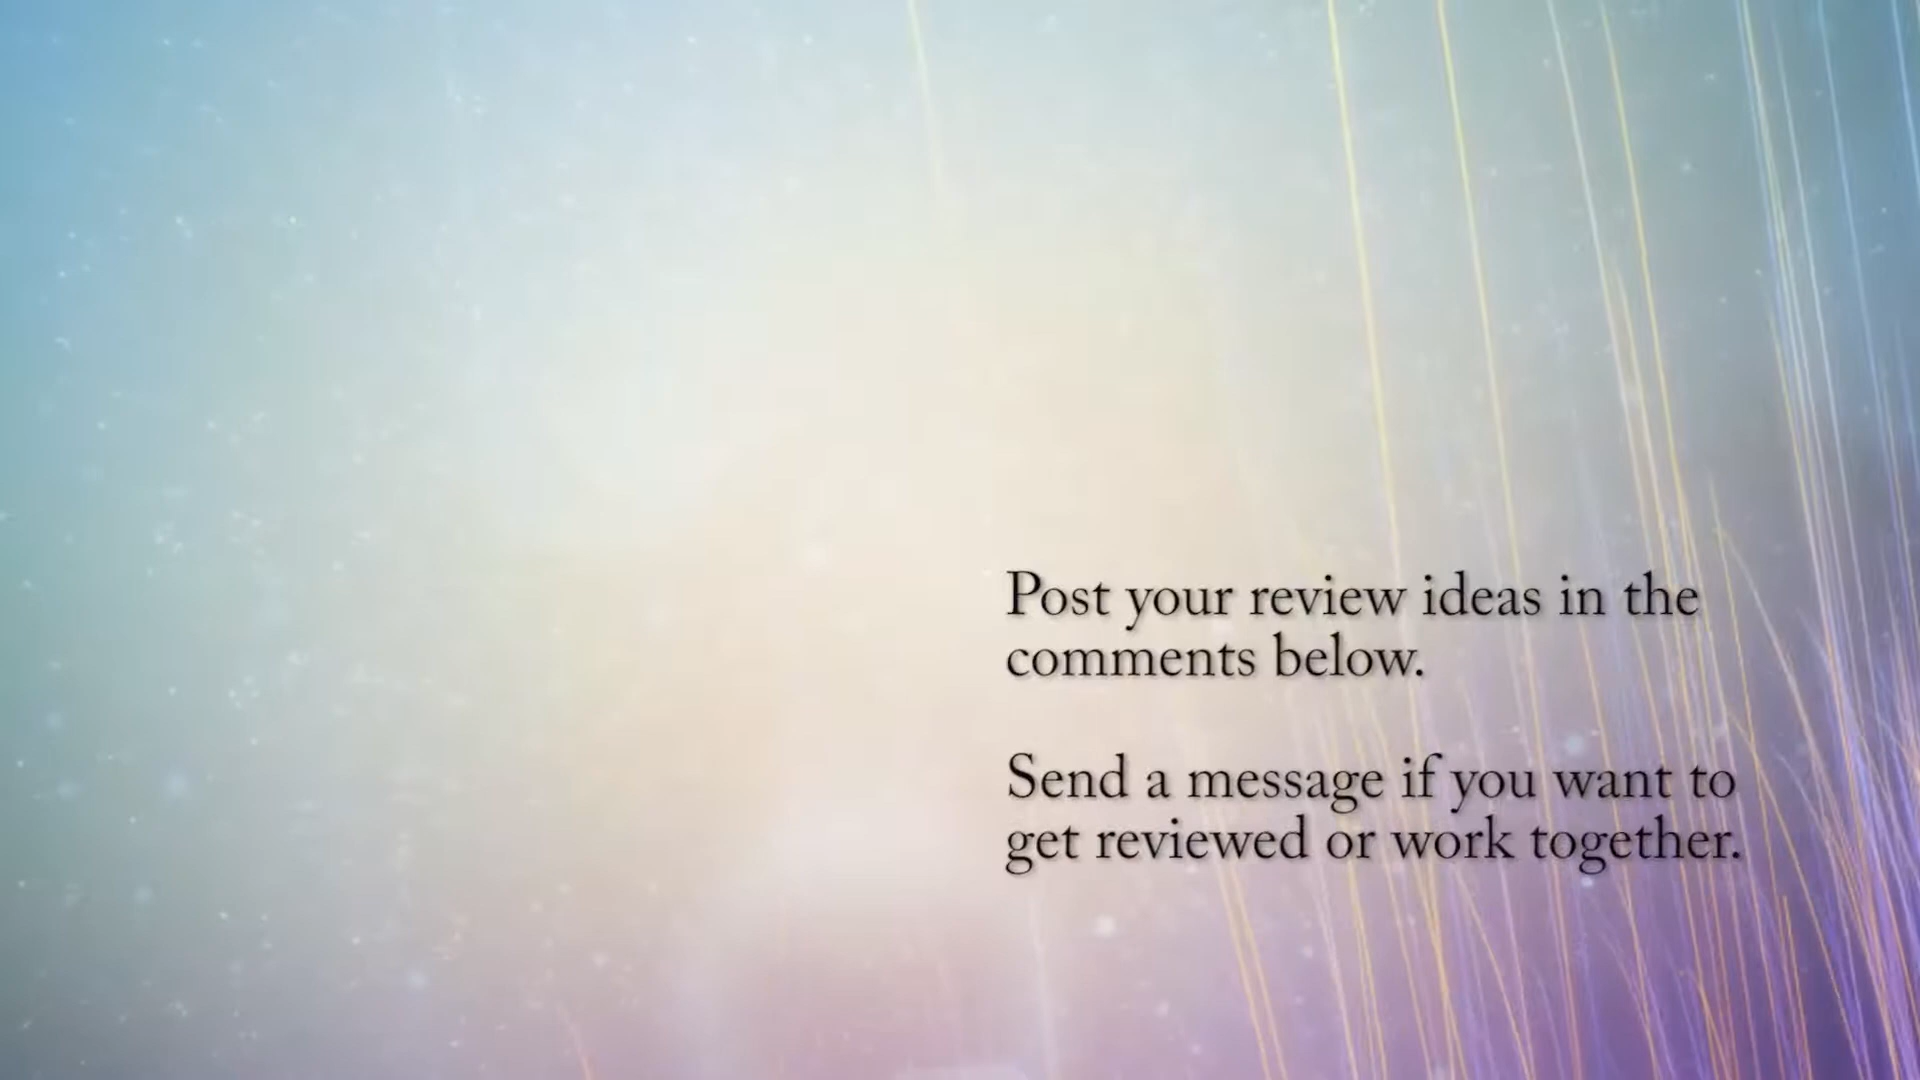 Post your review ideas in the
comments below.
Send a message if you want to
get reviewed or work together.